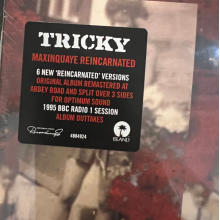 TRICKY
MAXINQUAYE REINCARNATED
6 NEW 'REINCARNATED' VERSIONS
ORIGINAL ALBUM REMASTERED AT
ABBEY ROAD AND SPLIT OVER 3 SIDES
FOR OPTIMUM SOUND
1995 BBC RADIO 1 SESSION
ALBUM OUTTAKES
4804924
ISLAND